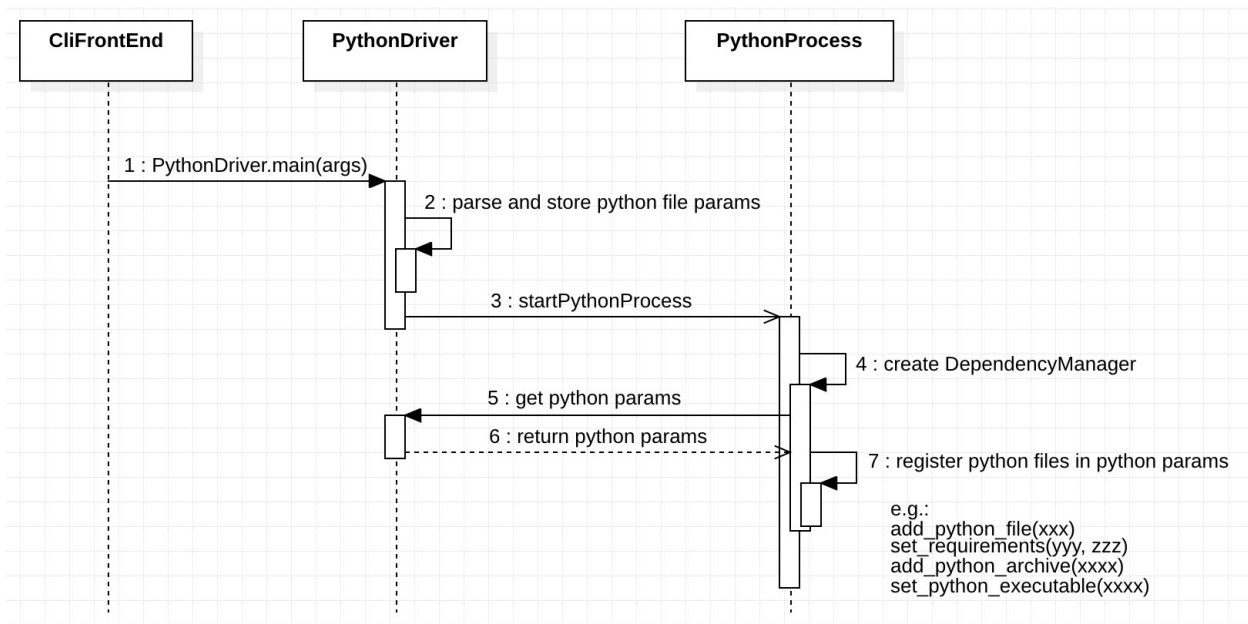 CliFrontEnd
PythonDriver
PythonProcess
1 : PythonDriver.main(args)
2 : parse and store python file params
3 : startPythonProcess
4 : create DependencyManager
5 : get python params
6 : return python params
7 : register python files in python params
e.g.:
add_python_file(xxx)
set_requirements(yyy, zzz)
add_python_archive(xxxx)
set_python_executable(xxxx)